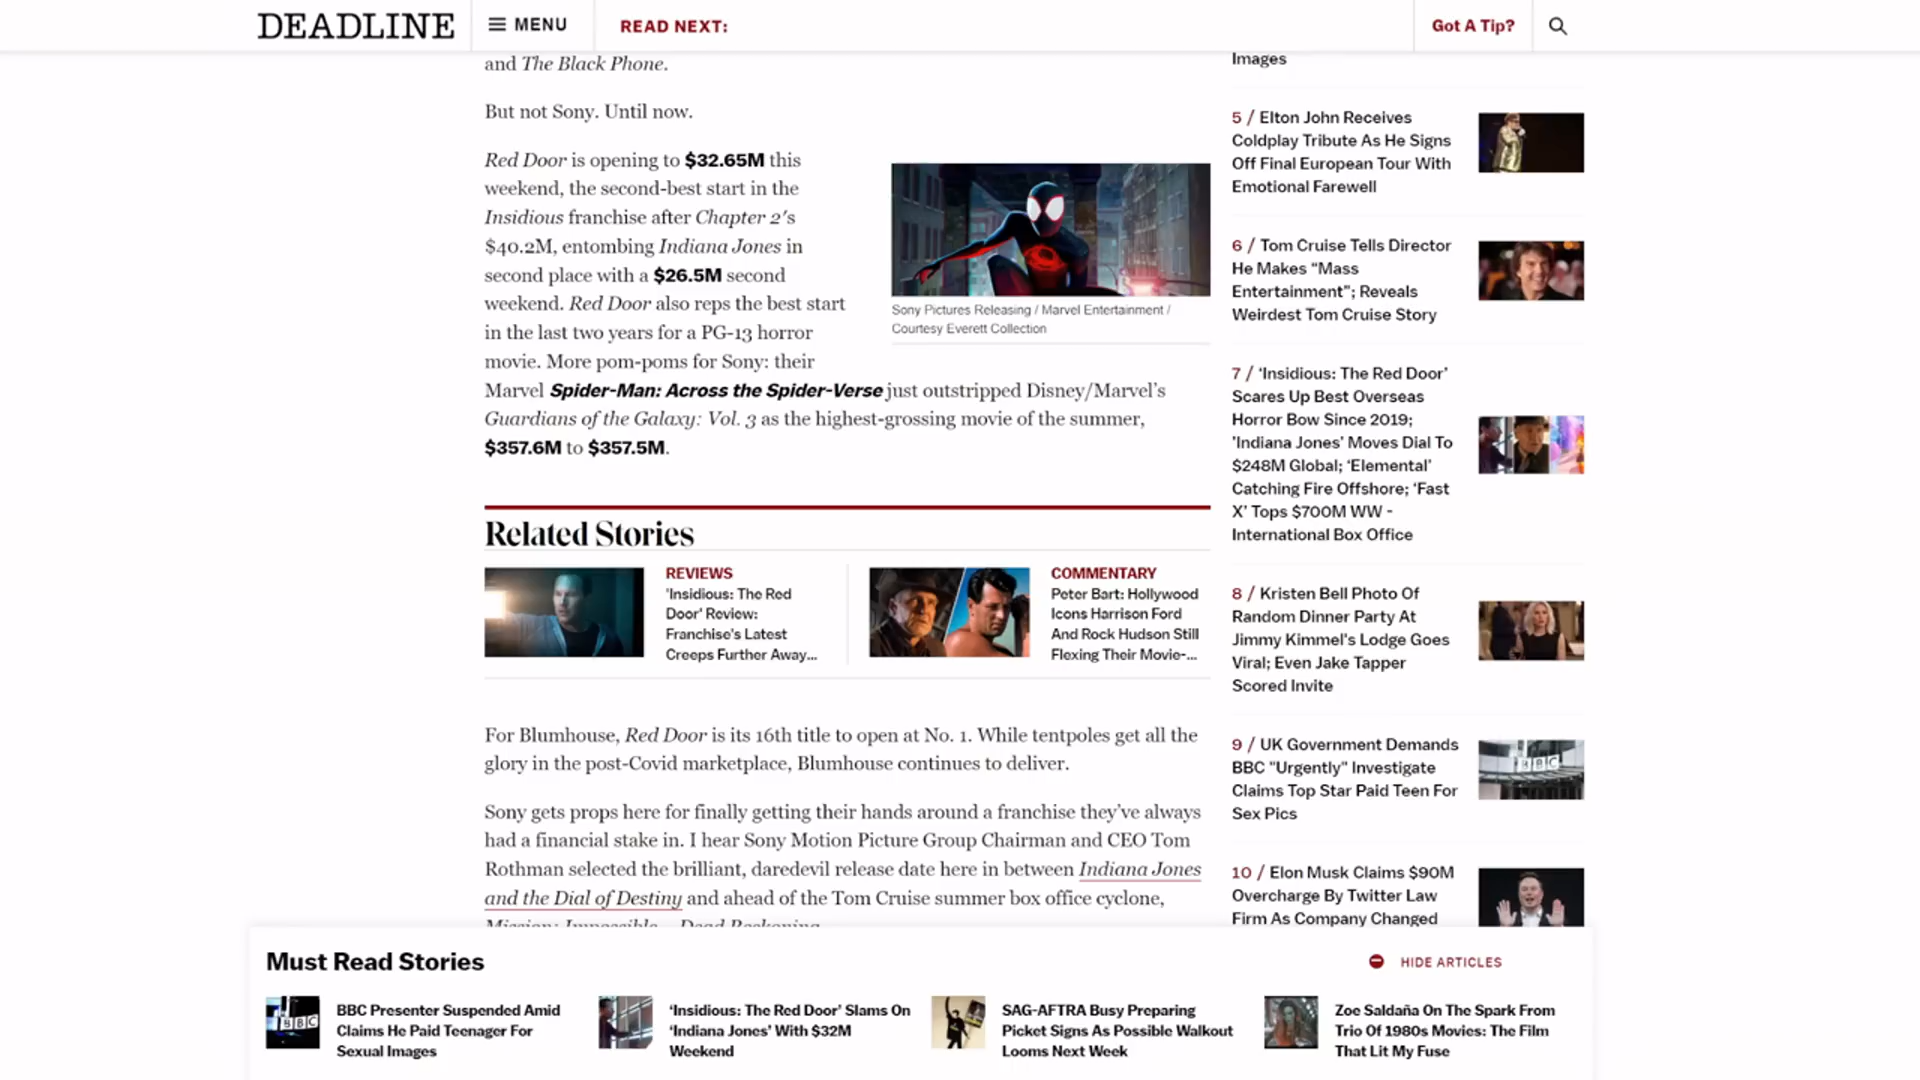 DEADLINE
MENU
READ NEXT:
Got A Tip?
and The Black Phone.
But not Sony. Until now.
Red Door is opening to $32.65M this
weekend, the second-best start in the
Insidious franchise after Chapter 2's
$40.2M, entombing Indiana Jones in
second place with a $26.5M second
weekend. Red Door also reps the best start
in the last two years for a PG-13 horror
movie. More pom-poms for Sony: their
Marvel Spider-Man: Across the Spider-Verse just outstripped Disney/Marvel's
Guardians of the Galaxy: Vol. 3 as the highest-grossing movie of the summer,
$357.6M to $357.5M.
Sony Pictures Releasing / Marvel Entertainment /
Courtesy Everett Collection
Related Stories
REVIEWS
'Insidious: The Red
Door' Review:
Franchise's Latest
Creeps Further Away...
COMMENTARY
Peter Bart: Hollywood
Icons Harrison Ford
And Rock Hudson Still
Flexing Their Movie-...
For Blumhouse, Red Door is its 16th title to open at No. 1. While tentpoles get all the
glory in the post-Covid marketplace, Blumhouse continues to deliver.
Sony gets props here for finally getting their hands around a franchise they've always
had a financial stake in. I hear Sony Motion Picture Group Chairman and CEO Tom
Rothman selected the brilliant, daredevil release date here in between Indiana Jones
and the Dial of Destiny and ahead of the Tom Cruise summer box office cyclone,
Mission: Impossible – Dead Reckoning
Images
5 / Elton John Receives
Coldplay Tribute As He Signs
Off Final European Tour With
Emotional Farewell
6 / Tom Cruise Tells Director
He Makes “Mass
Entertainment”; Reveals
Weirdest Tom Cruise Story
7 / ‘Insidious: The Red Door’
Scares Up Best Overseas
Horror Bow Since 2019;
'Indiana Jones’ Moves Dial To
$248M Global; ‘Elemental’
Catching Fire Offshore; ‘Fast
X’ Tops $700M WW -
International Box Office
8 / Kristen Bell Photo Of
Random Dinner Party At
Jimmy Kimmel's Lodge Goes
Viral; Even Jake Tapper
Scored Invite
9 / UK Government Demands
BBC "Urgently" Investigate
Claims Top Star Paid Teen For
Sex Pics
BBC
10 / Elon Musk Claims $90M
Overcharge By Twitter Law
Firm As Company Changed
Must Read Stories
HIDE ARTICLES
BBC
BBC Presenter Suspended Amid
Claims He Paid Teenager For
Sexual Images
‘Insidious: The Red Door’ Slams On
‘Indiana Jones’ With $32M
Weekend
SAG-AFTRA Busy Preparing
Picket Signs As Possible Walkout
Looms Next Week
Zoe Saldaña On The Spark From
Trio Of 1980s Movies: The Film
That Lit My Fuse